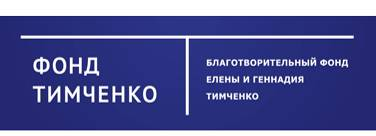 ФОНД
ТИМЧЕНКО
БЛАГОТВОРИТЕЛЬНЫЙ ФОНД
ЕЛЕНЫ И ГЕННАДИЯ
ТИМЧЕНКО